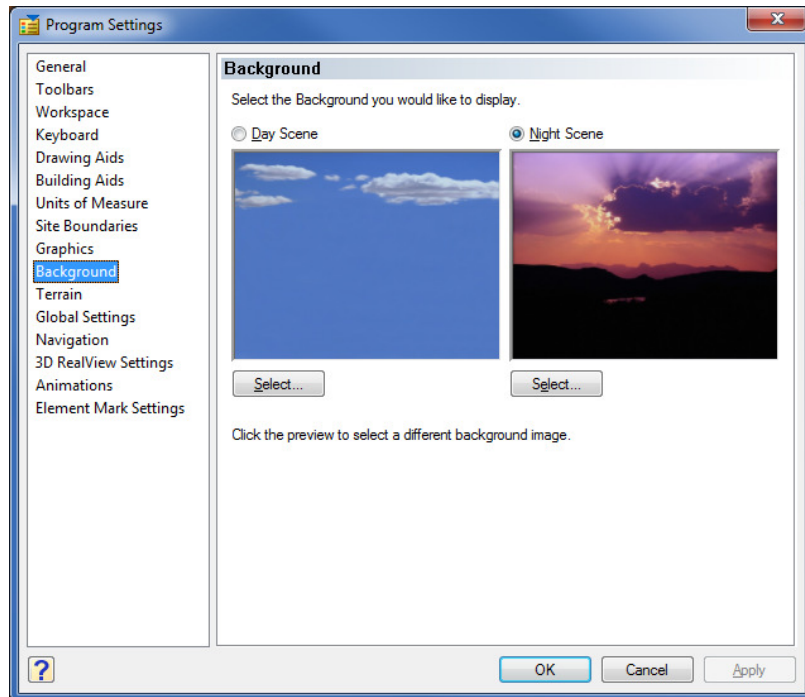 Program Settings
General
Toolbars
Workspace
Keyboard
Drawing Aids
Building Aids
Units of Measure
Site Boundaries
Graphics
Background
Terrain
Global Settings
Navigation
3D RealView Settings
Animations
Element Mark Settings
Background
Select the Background you would like to display.
Day Scene
Night Scene
Select...
Select...
Click the preview to select a different background image.
?
OK
Cancel
Apply